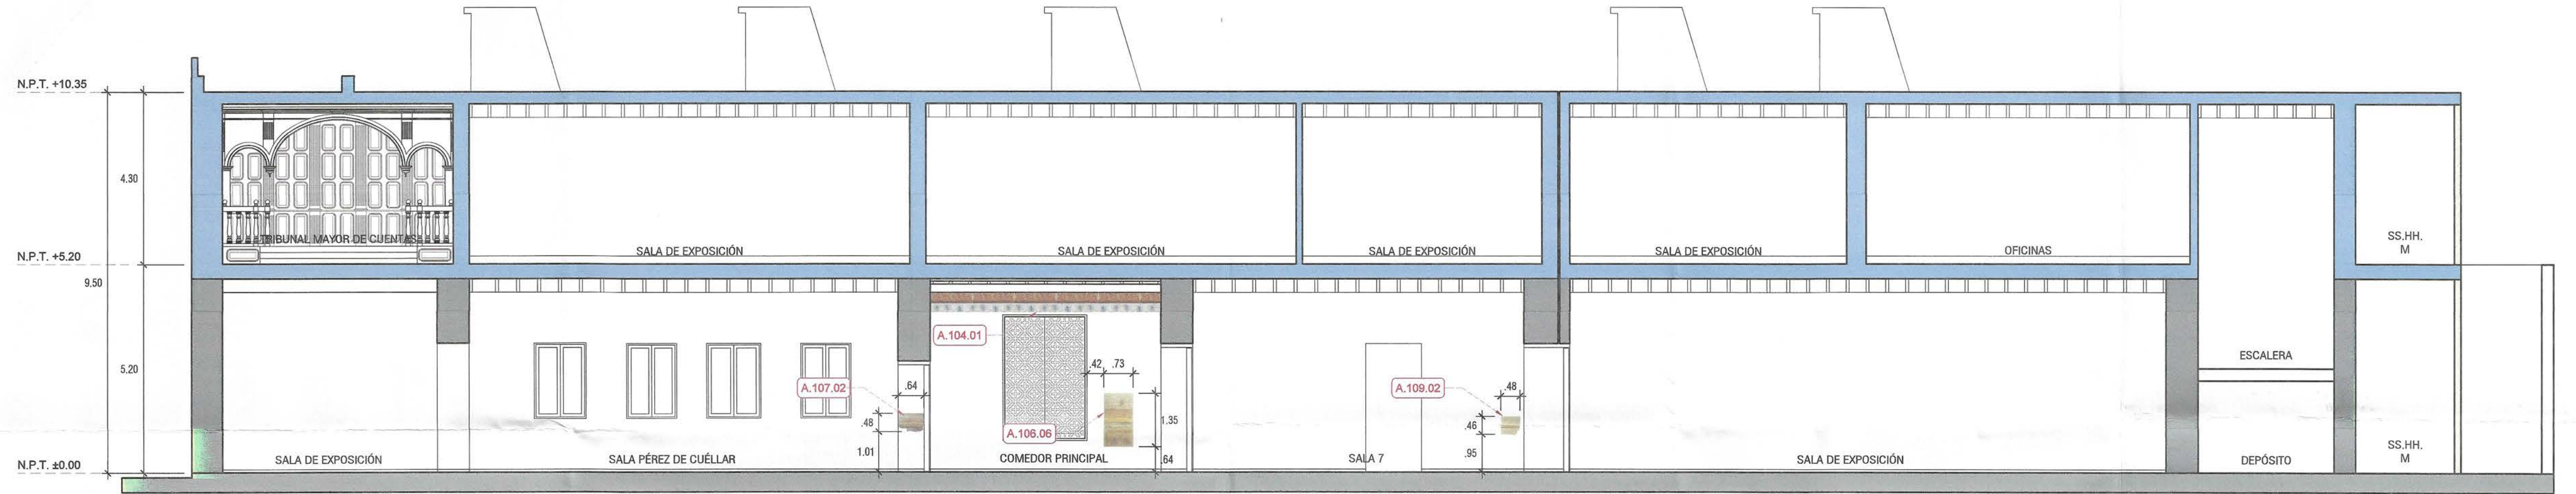 N.P.T. +10.35
4.30
TRIBUNAL MAYOR DE CUENTAS
SALA DE EXPOSICIÓN
SALA DE EXPOSICIÓN
SALA DE EXPOSICIÓN
SALA DE EXPOSICIÓN
OFICINAS
SS.HH.
M
N.P.T. +5.20
9.50
A.104.01
5.20
.42
.73
ESCALERA
A.107.02
.64
A.109.02
.48
.48
1.35
.46
A.106.06
1.01
.64
.95
N.P.T. ±0.00
SALA DE EXPOSICIÓN
SALA PÉREZ DE CUÉLLAR
COMEDOR PRINCIPAL
SALA 7
SALA DE EXPOSICIÓN
DEPÓSITO
SS.HH.
M